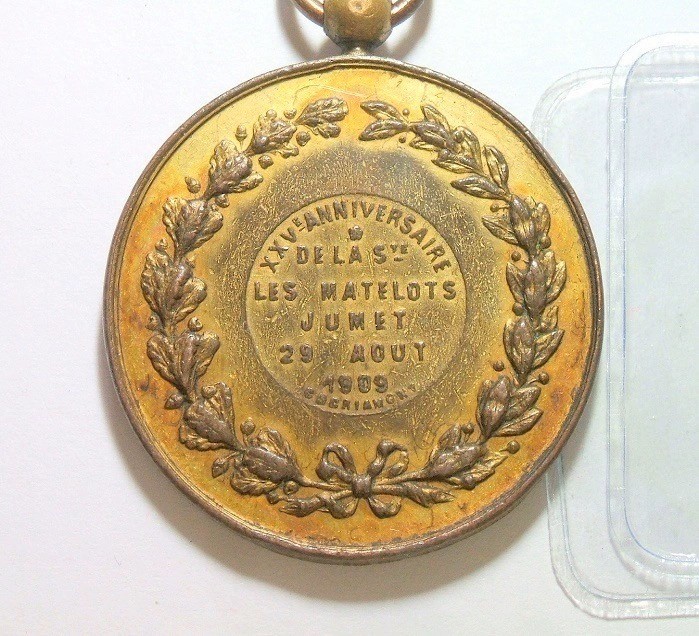 XXVE ANNIVERSAIRE
DE LA STE
LES MATELOTS
JUMET
29 AOUT
1909